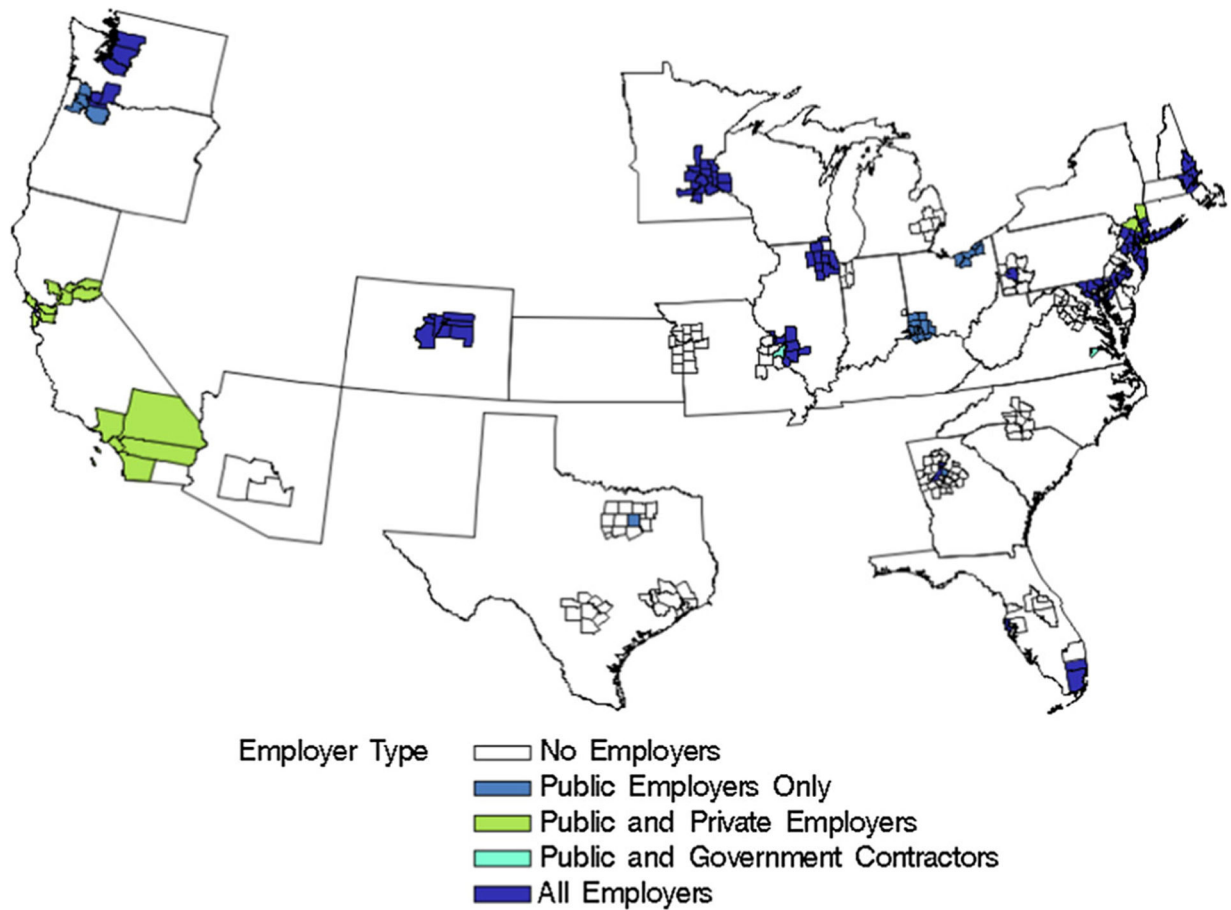 Employer Type
No Employers
Public Employers Only
Public and Private Employers
Public and Government Contractors
All Employers